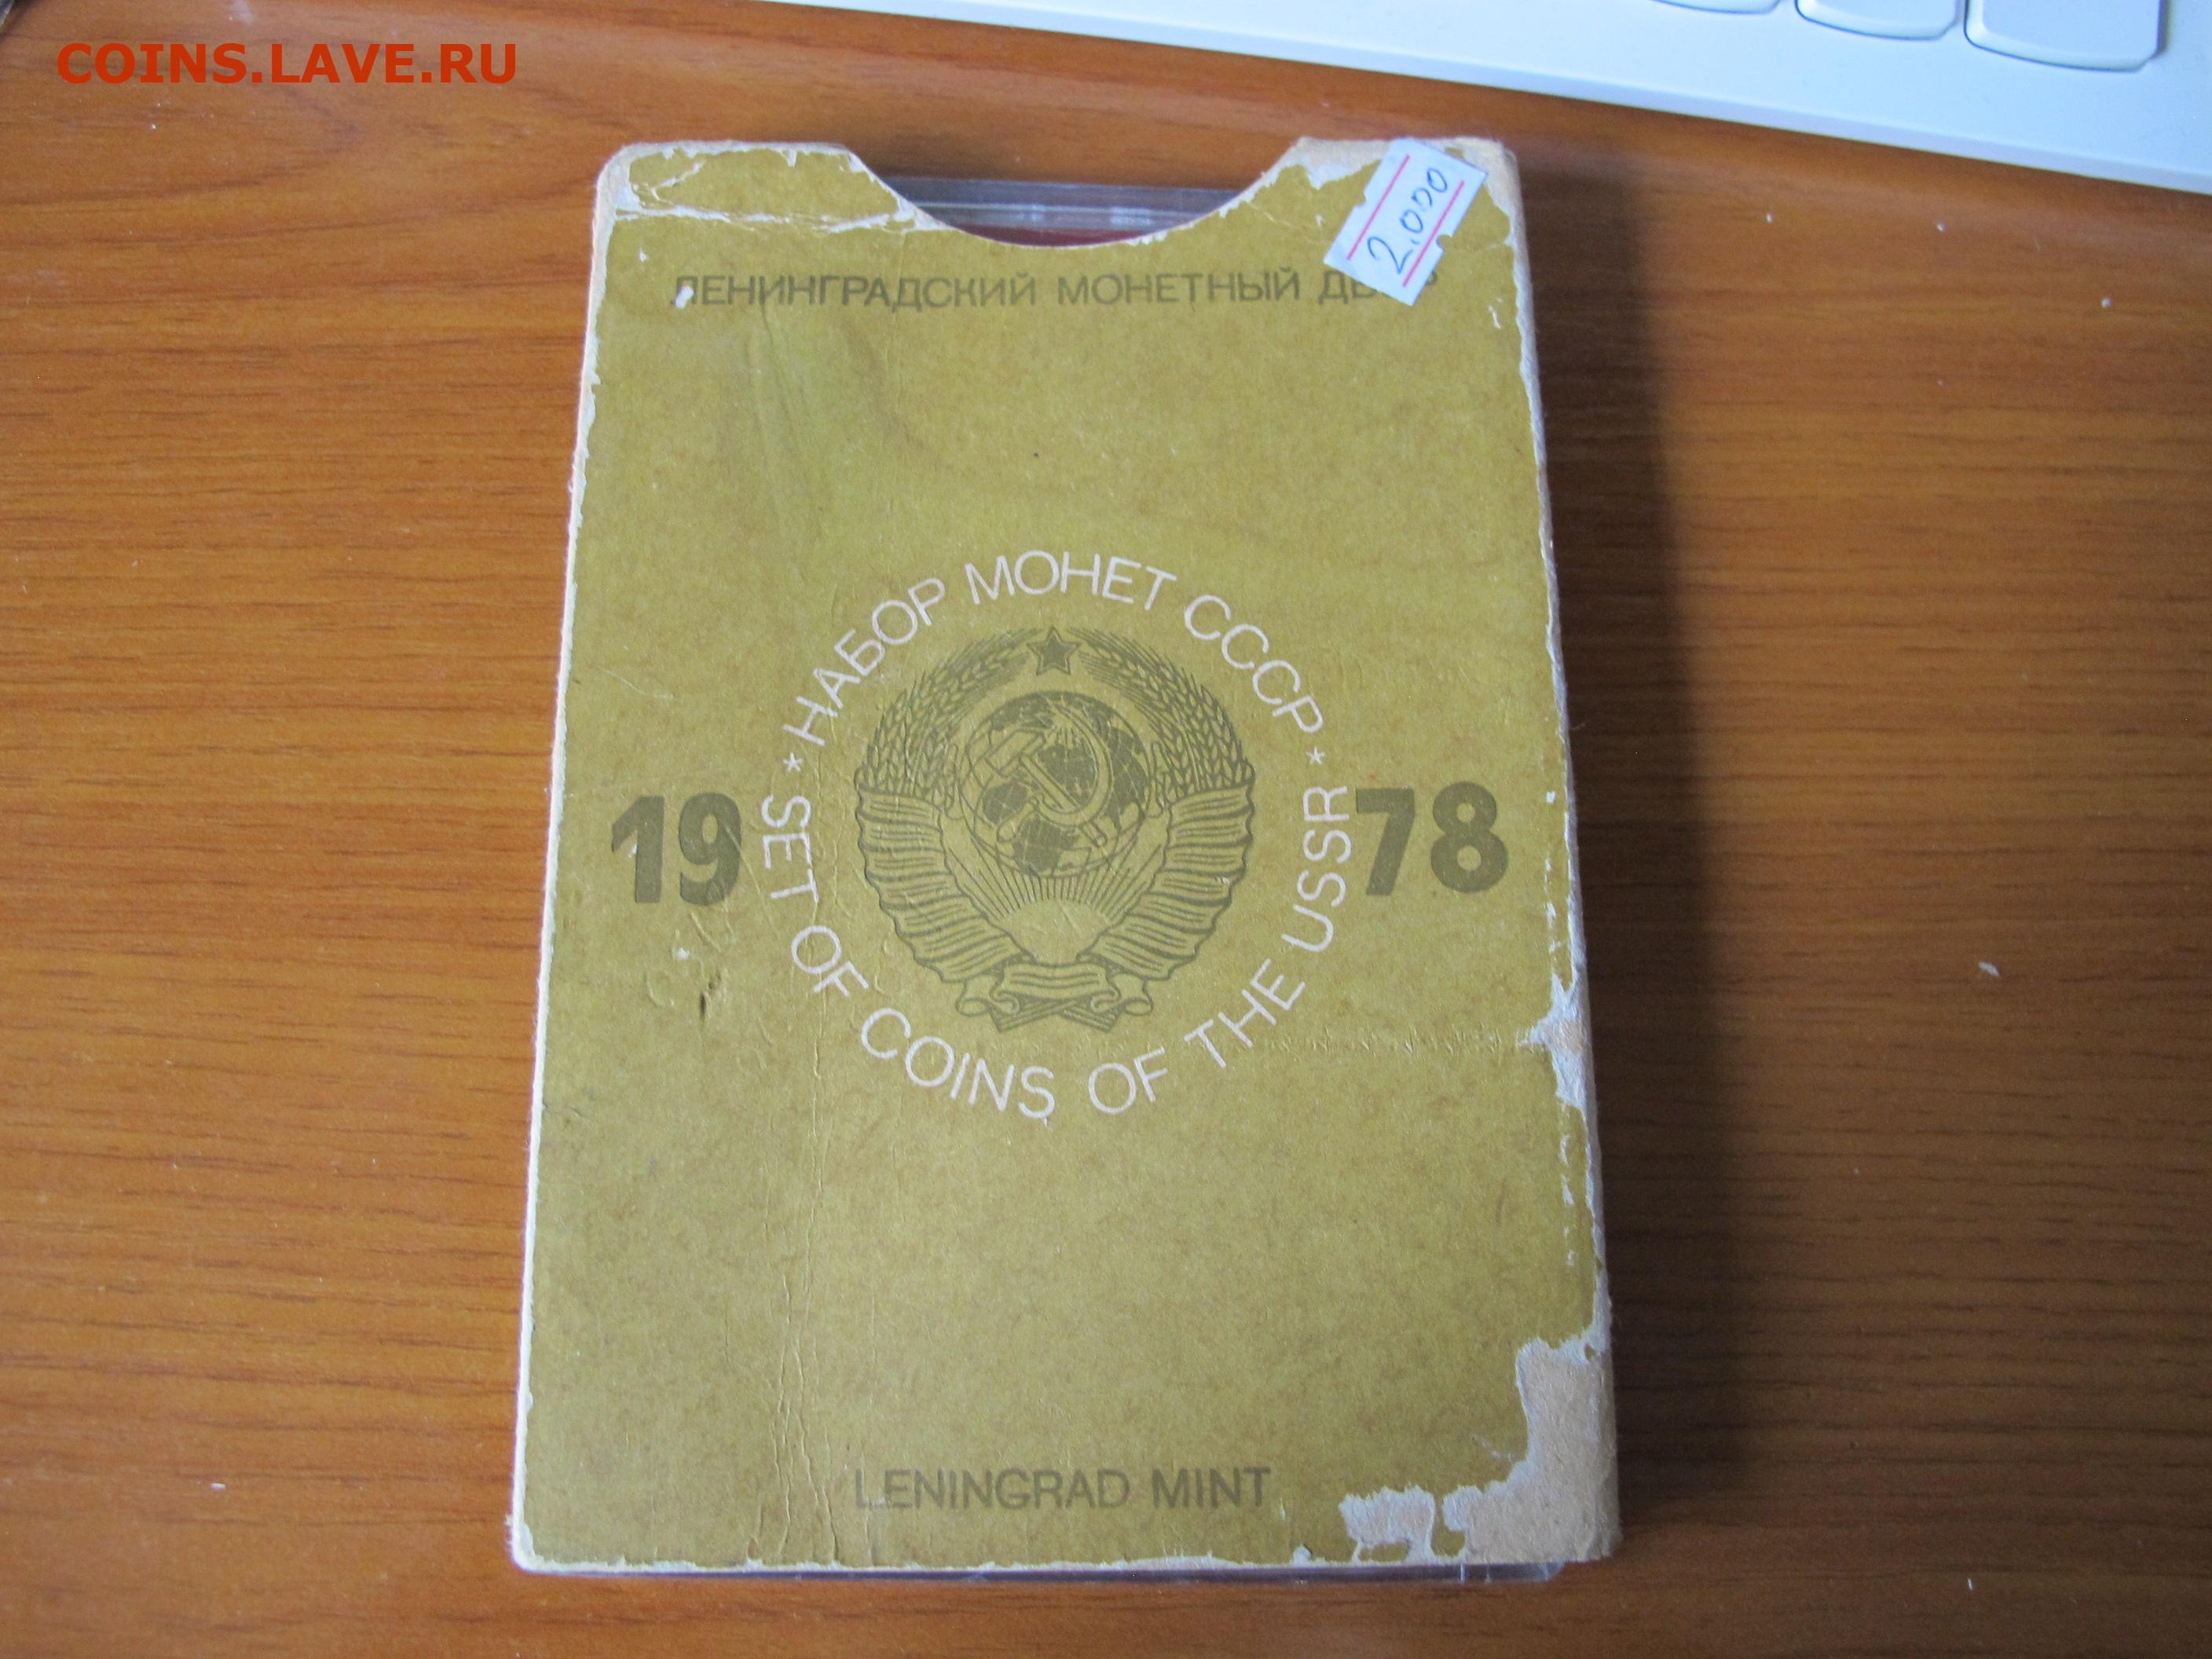 COINS.LAVE.RU
2.000
ЛЕНИНГРАДСКИЙ МОНЕТНЫЙ
* НАБОР МОНЕТ СССР *
19 78
SET OF COINS OF THE USSR
LENINGRAD MINT